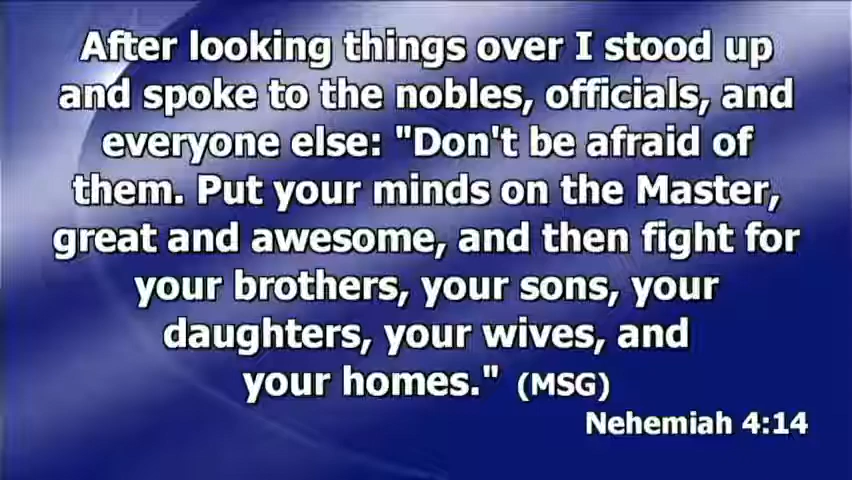 After looking things over I stood up
and spoke to the nobles, officials, and
everyone else: "Don't be afraid of
them. Put your minds on the Master,
great and awesome, and then fight for
your brothers, your sons, your
daughters, your wives, and
your homes." (MSG)
Nehemiah 4:14